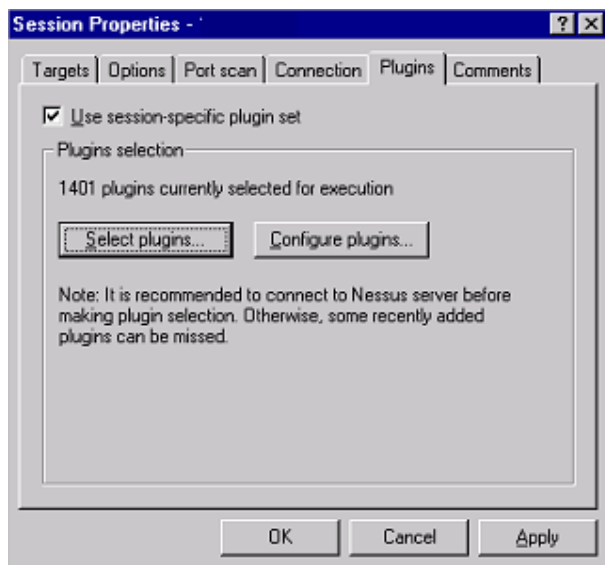 Session Properties - '
Targets Options Port scan Connection Plugins Comments
Use session-specific plugin set
Plugins selection
1401 plugins currently selected for execution
Select plugins... Configure plugins...
Note: It is recommended to connect to Nessus server before
making plugin selection. Otherwise, some recently added
plugins can be missed.
OK Cancel Apply